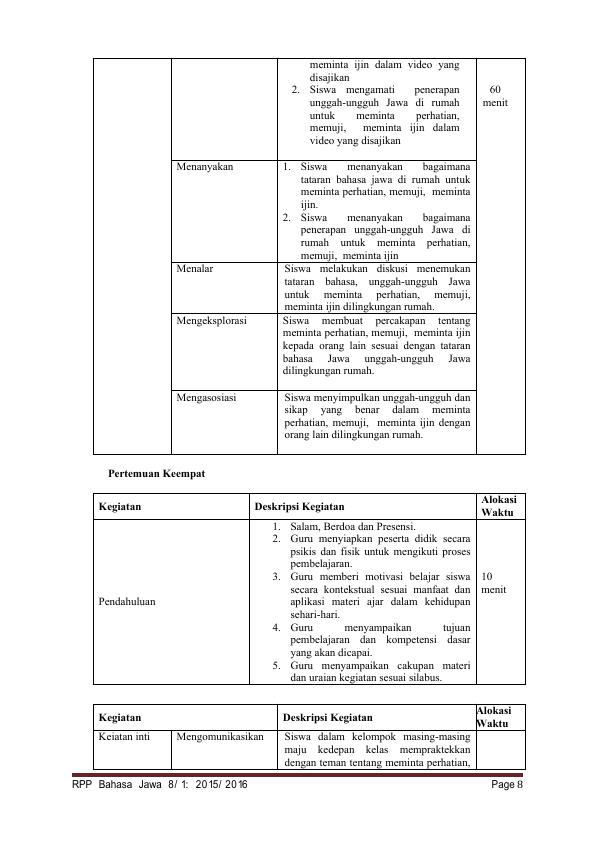 meminta ijin dalam video yang
disajikan
2. Siswa mengamati penerapan
unggah-ungguh Jawa di rumah
untuk meminta perhatian,
memuji, meminta ijin dalam
video yang disajikan
60
menit
Menanyakan
1. Siswa menanyakan bagaimana
tataran bahasa jawa di rumah untuk
meminta perhatian, memuji, meminta
ijin.
2. Siswa menanyakan bagaimana
penerapan unggah-ungguh Jawa di
rumah untuk meminta perhatian,
memuji, meminta ijin
Menalar
Siswa melakukan diskusi menemukan
tataran bahasa, unggah-ungguh Jawa
untuk meminta perhatian, memuji,
meminta ijin dilingkungan rumah.
Mengeksplorasi
Siswa membuat percakapan tentang
meminta perhatian, memuji, meminta ijin
kepada orang lain sesuai dengan tataran
bahasa Jawa unggah-ungguh Jawa
dilingkungan rumah.
Mengasosiasi
Siswa menyimpulkan unggah-ungguh dan
sikap yang benar dalam meminta
perhatian, memuji, meminta ijin dengan
orang lain dilingkungan rumah.
Pertemuan Keempat
Kegiatan
Deskripsi Kegiatan
Alokasi
Waktu
Pendahuluan
1. Salam, Berdoa dan Presensi.
2. Guru menyiapkan peserta didik secara
psikis dan fisik untuk mengikuti proses
pembelajaran.
3. Guru memberi motivasi belajar siswa
secara kontekstual sesuai manfaat dan
aplikasi materi ajar dalam kehidupan
sehari-hari.
4. Guru menyampaikan tujuan
pembelajaran dan kompetensi dasar
yang akan dicapai.
5. Guru menyampaikan cakupan materi
dan uraian kegiatan sesuai silabus.
10
menit
Kegiatan
Deskripsi Kegiatan
Alokasi
Waktu
Keiatan inti
Mengomunikasikan
Siswa dalam kelompok masing-masing
maju kedepan kelas mempraktekkan
dengan teman tentang meminta perhatian,
RPP Bahasa Jawa 8/ 1: 2015/ 2016
Page 8